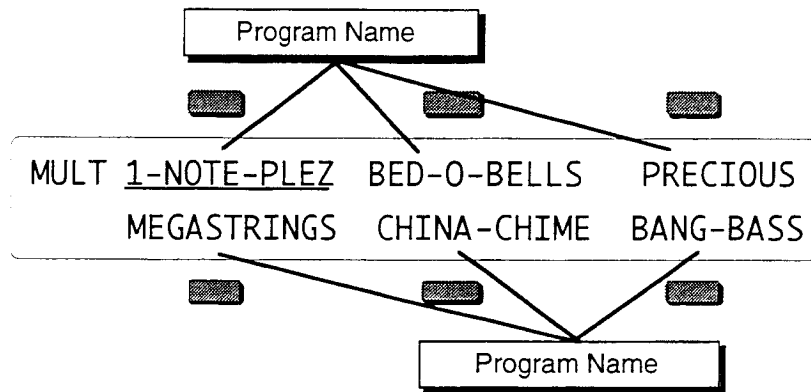 Program Name
MULT 1-NOTE-PLEZ BED-O-BELLS PRECIOUS
MEGASTRINGS CHINA-CHIME BANG-BASS
Program Name